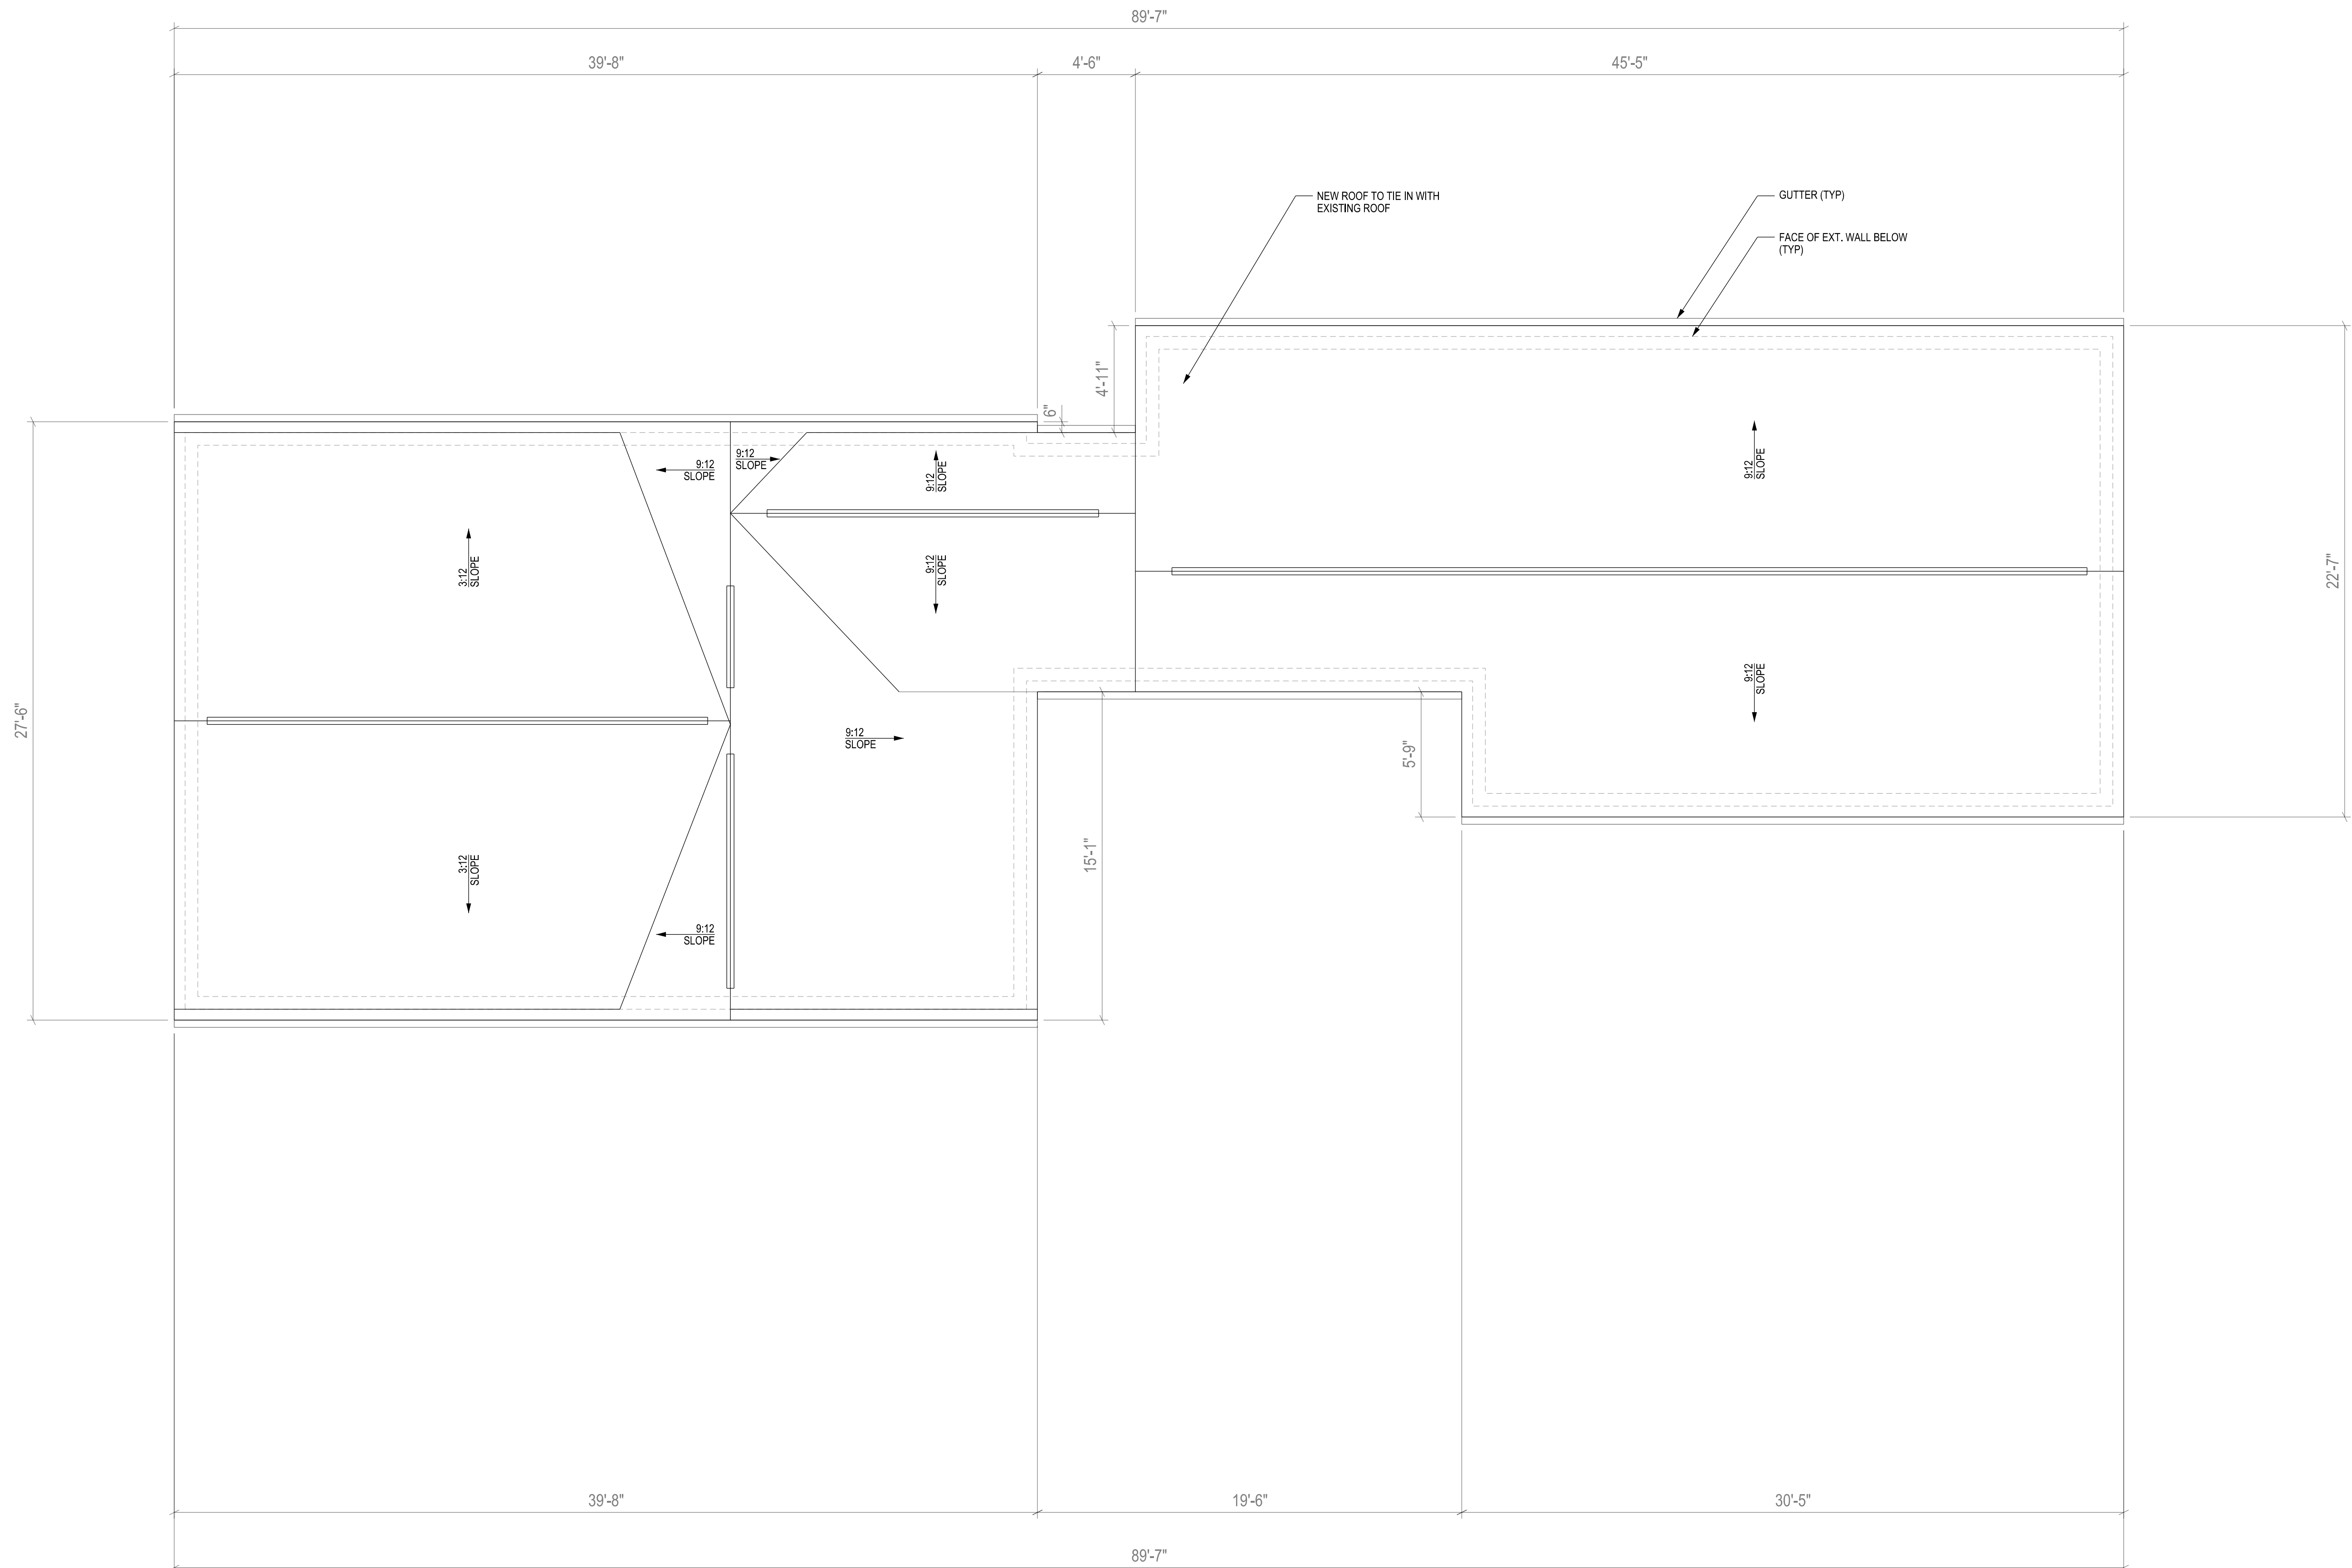 89'-7"
39'-8"
4'-6"
45'-5"
NEW ROOF TO TIE IN WITH
EXISTING ROOF
GUTTER (TYP)
FACE OF EXT. WALL BELOW
(TYP)
4'-11"
6"
9:12
SLOPE
9:12
SLOPE
9:12
SLOPE
9:12
SLOPE
3:12
SLOPE
9:12
SLOPE
22'-7"
27'-6"
9:12
SLOPE
9:12
SLOPE
5'-9"
15'-1"
3:12
SLOPE
9:12
SLOPE
39'-8"
19'-6"
30'-5"
89'-7"